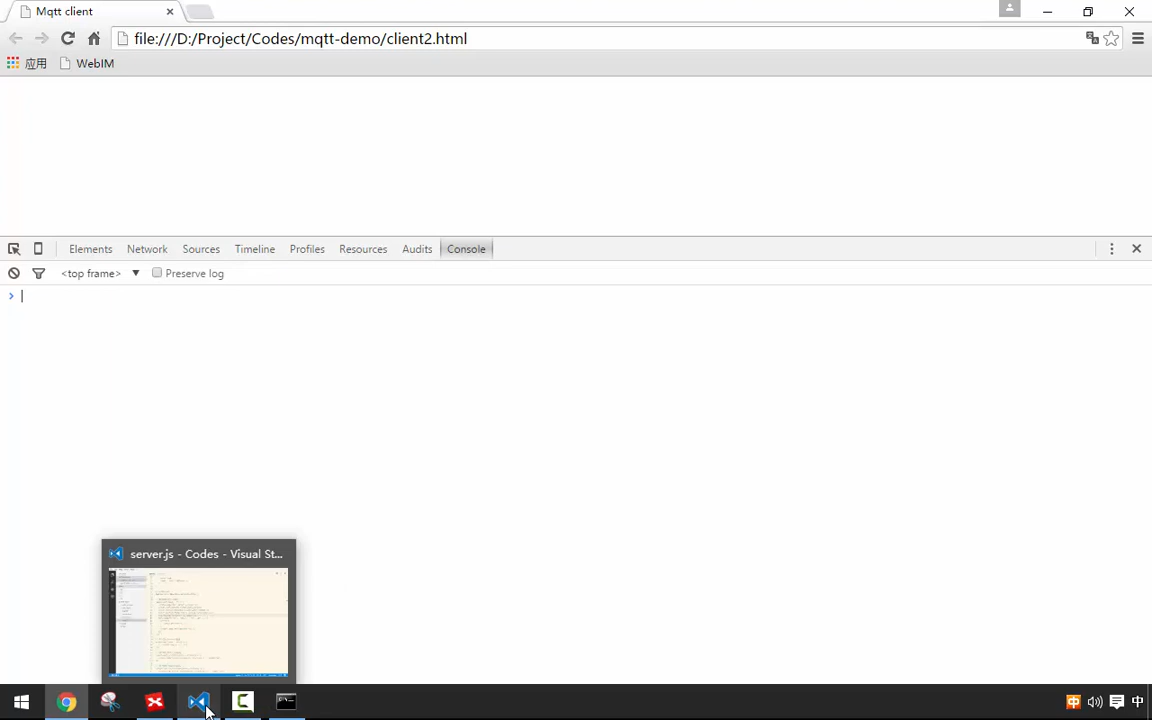 Mqtt client
file:///D:/Project/Codes/mqtt-demo/client2.html
应用 WebIM
Elements Network Sources Timeline Profiles Resources Audits Console
<top frame> Preserve log
server.js - Codes - Visual St...
中 中